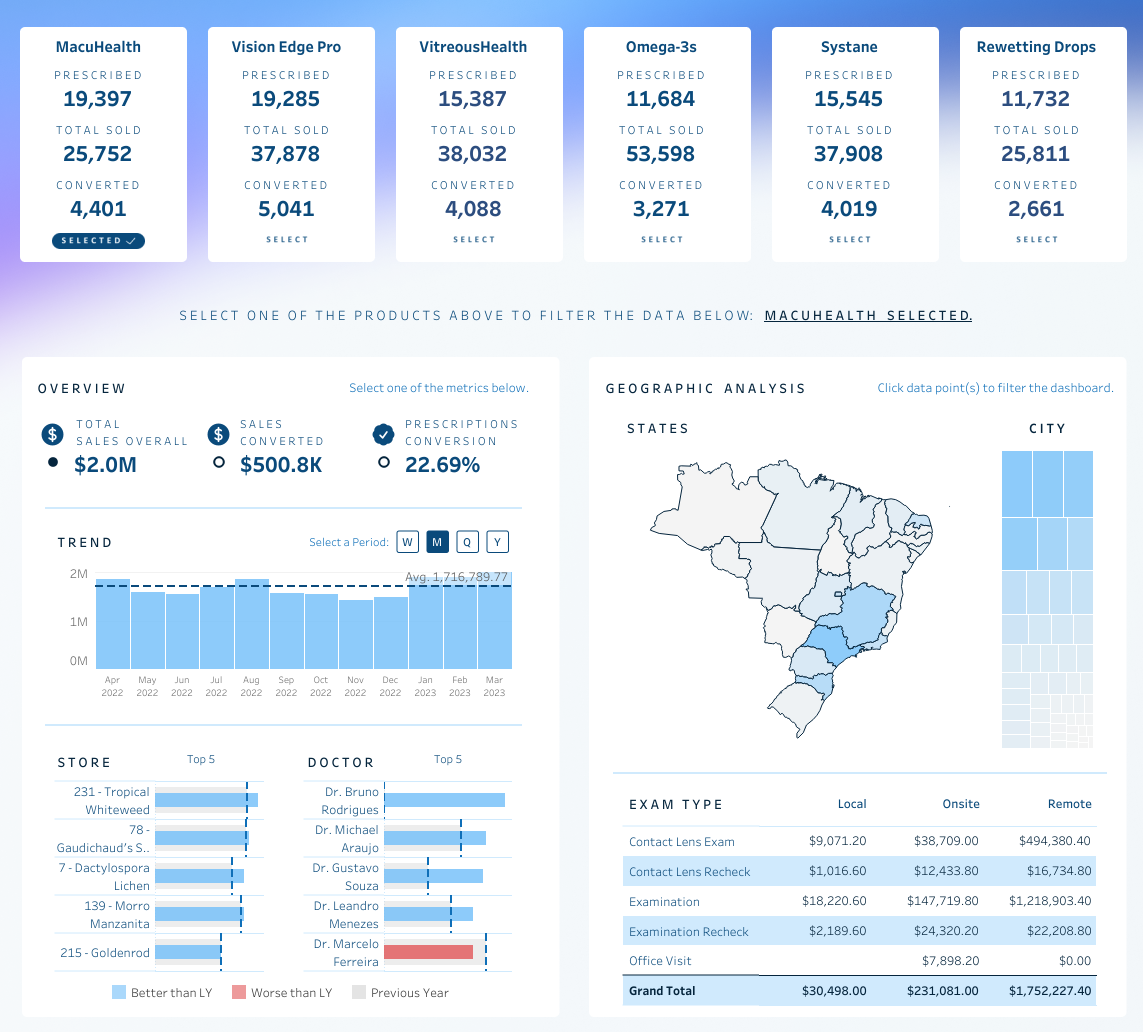 MacuHealth
PRESCRIBED
19,397
TOTAL SOLD
25,752
CONVERTED
4,401
SELECTED
Vision Edge Pro
PRESCRIBED
19,285
TOTAL SOLD
37,878
CONVERTED
5,041
SELECT
VitreousHealth
PRESCRIBED
15,387
TOTAL SOLD
38,032
CONVERTED
4,088
SELECT
Omega-3s
PRESCRIBED
11,684
TOTAL SOLD
53,598
CONVERTED
3,271
SELECT
Systane
PRESCRIBED
15,545
TOTAL SOLD
37,908
CONVERTED
4,019
SELECT
Rewetting Drops
PRESCRIBED
11,732
TOTAL SOLD
25,811
CONVERTED
2,661
SELECT
SELECT ONE OF THE PRODUCTS ABOVE TO FILTER THE DATA BELOW: MACUHEALTH SELECTED.
OVERVIEW
Select one of the metrics below.
TOTAL
SALES OVERALL
$2.0M
SALES
CONVERTED
$500.8K
PRESCRIPTIONS
CONVERSION
22.69%
TREND
Select a Period: W M Q Y
2M
1M
0M
Avg. 1,716,789.77
Apr 2022
May 2022
Jun 2022
Jul 2022
Aug 2022
Sep 2022
Oct 2022
Nov 2022
Dec 2022
Jan 2023
Feb 2023
Mar 2023
STORE
Top 5
231 - Tropical
Whiteweed
78 -
Gaudichaud's S..
7 - Dactylospora
Lichen
139 - Morro
Manzanita
215 - Goldenrod
DOCTOR
Top 5
Dr. Bruno
Rodrigues
Dr. Michael
Araujo
Dr. Gustavo
Souza
Dr. Leandro
Menezes
Dr. Marcelo
Ferreira
Better than LY
Worse than LY
Previous Year
GEOGRAPHIC ANALYSIS
Click data point(s) to filter the dashboard.
STATES
CITY
EXAM TYPE Local Onsite Remote
Contact Lens Exam $9,071.20 $38,709.00 $494,380.40
Contact Lens Recheck $1,016.60 $12,433.80 $16,734.80
Examination $18,220.60 $147,719.80 $1,218,903.40
Examination Recheck $2,189.60 $24,320.20 $22,208.80
Office Visit $7,898.20 $0.00
Grand Total $30,498.00 $231,081.00 $1,752,227.40